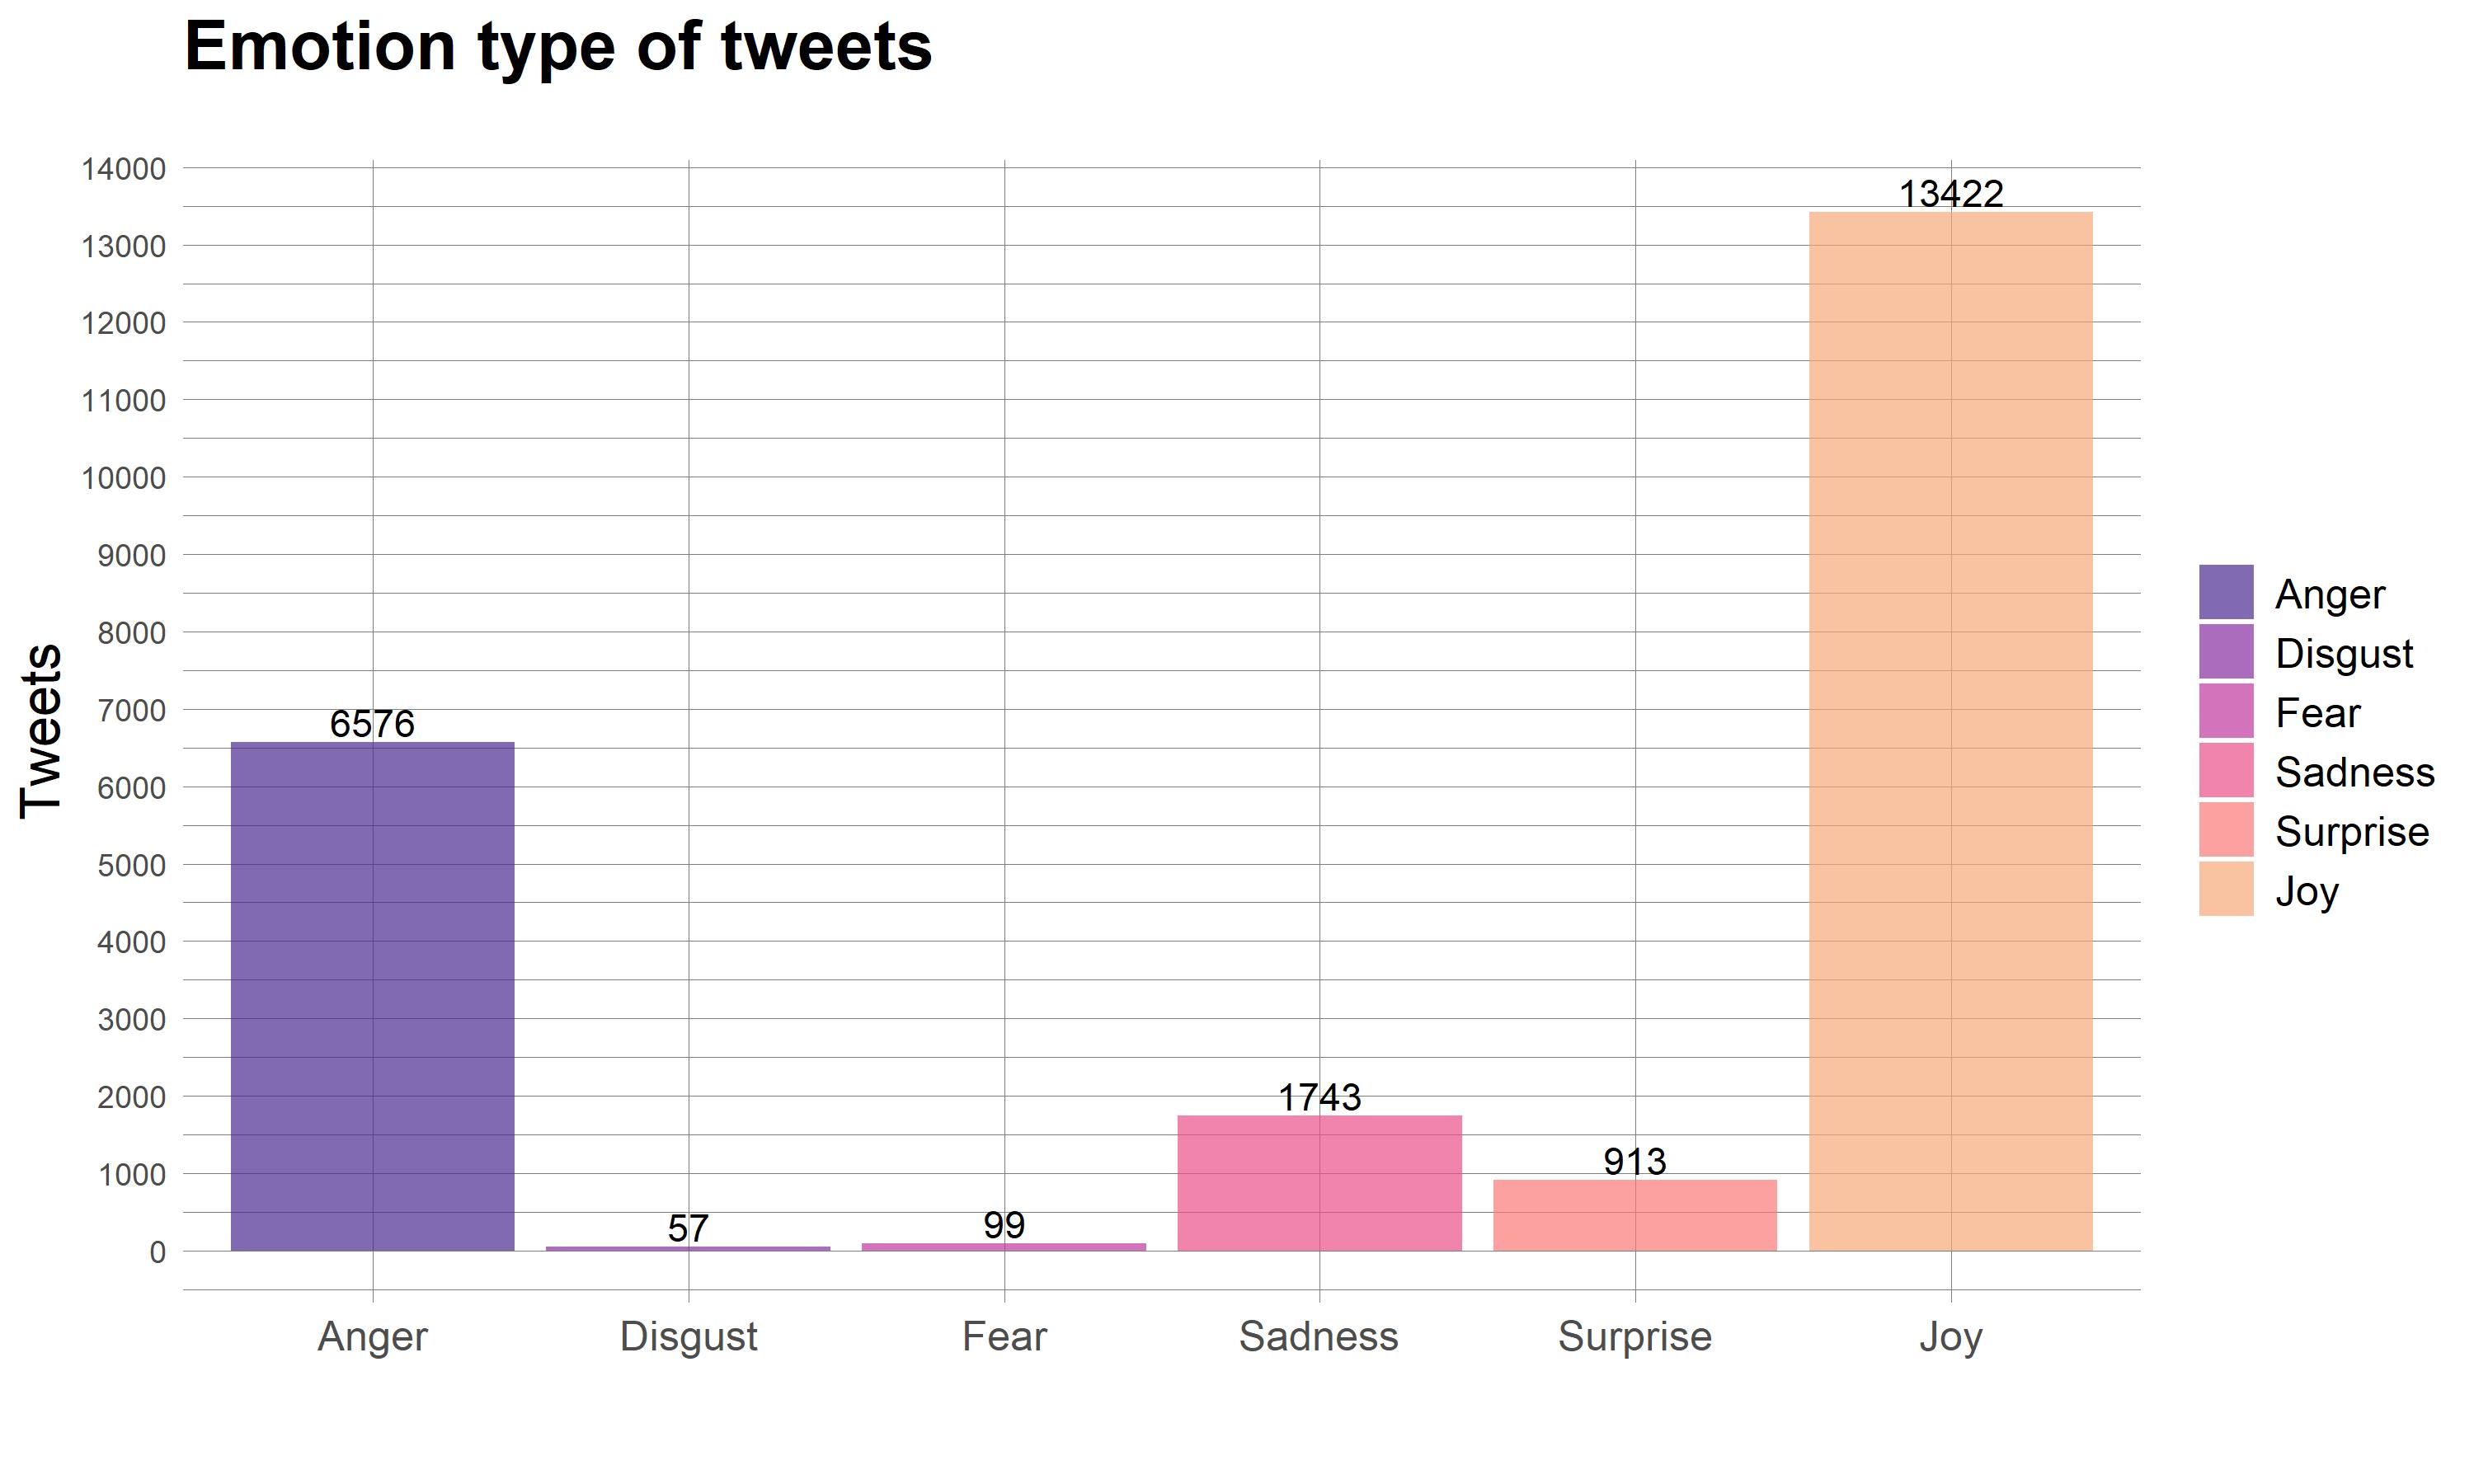 Emotion type of tweets
Tweets
14000
13000
12000
11000
10000
9000
8000
7000
6000
5000
4000
3000
2000
1000
0
6576
57
99
1743
913
13422
Anger
Disgust
Fear
Sadness
Surprise
Joy
Anger
Disgust
Fear
Sadness
Surprise
Joy